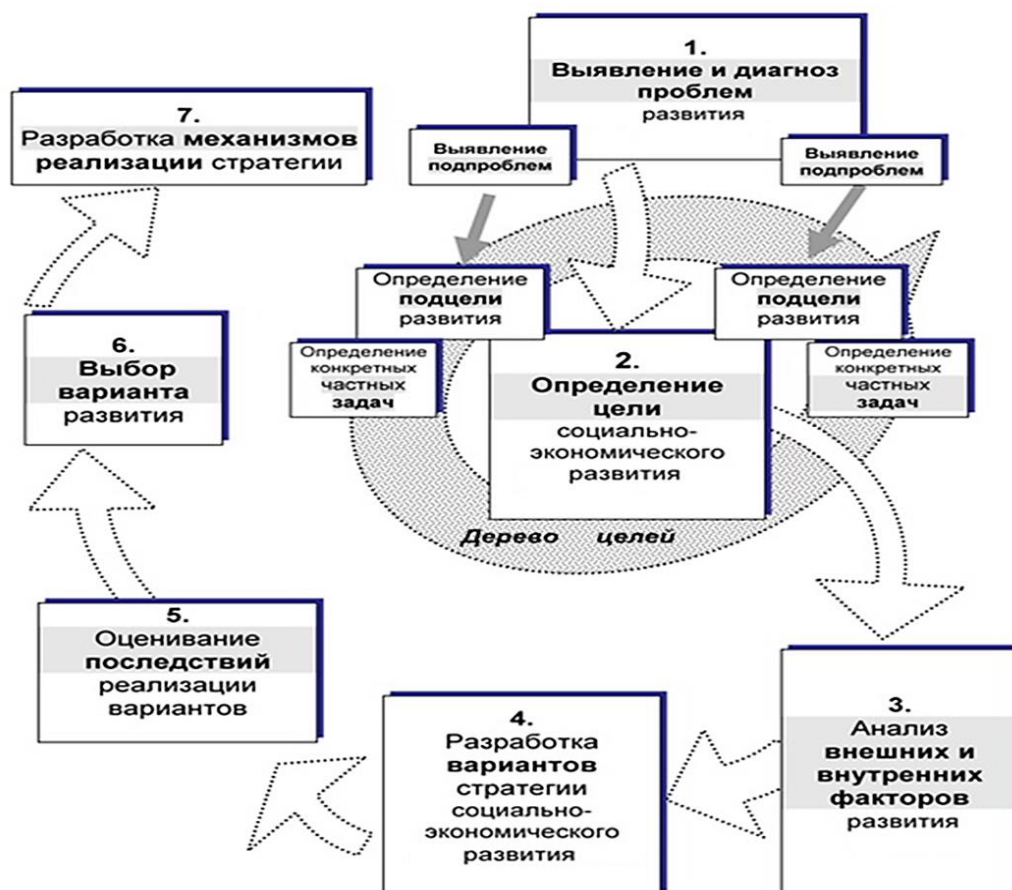 1.
Выявление и диагноз
проблем
развития
Выявление
подпроблем
Выявление
подпроблем
Определение
подцели
развития
Определение
подцели
развития
Определение
конкретных
частных
задач
Определение
конкретных
частных
задач
2.
Определение
цели
социально-
экономического
развития
Дерево целей
3.
Анализ
внешних и
внутренних
факторов
развития
4.
Разработка
вариантов
стратегии
социально-
экономического
развития
5.
Оценивание
последствий
реализации
вариантов
6.
Выбор
варианта
развития
7.
Разработка механизмов
реализации стратегии